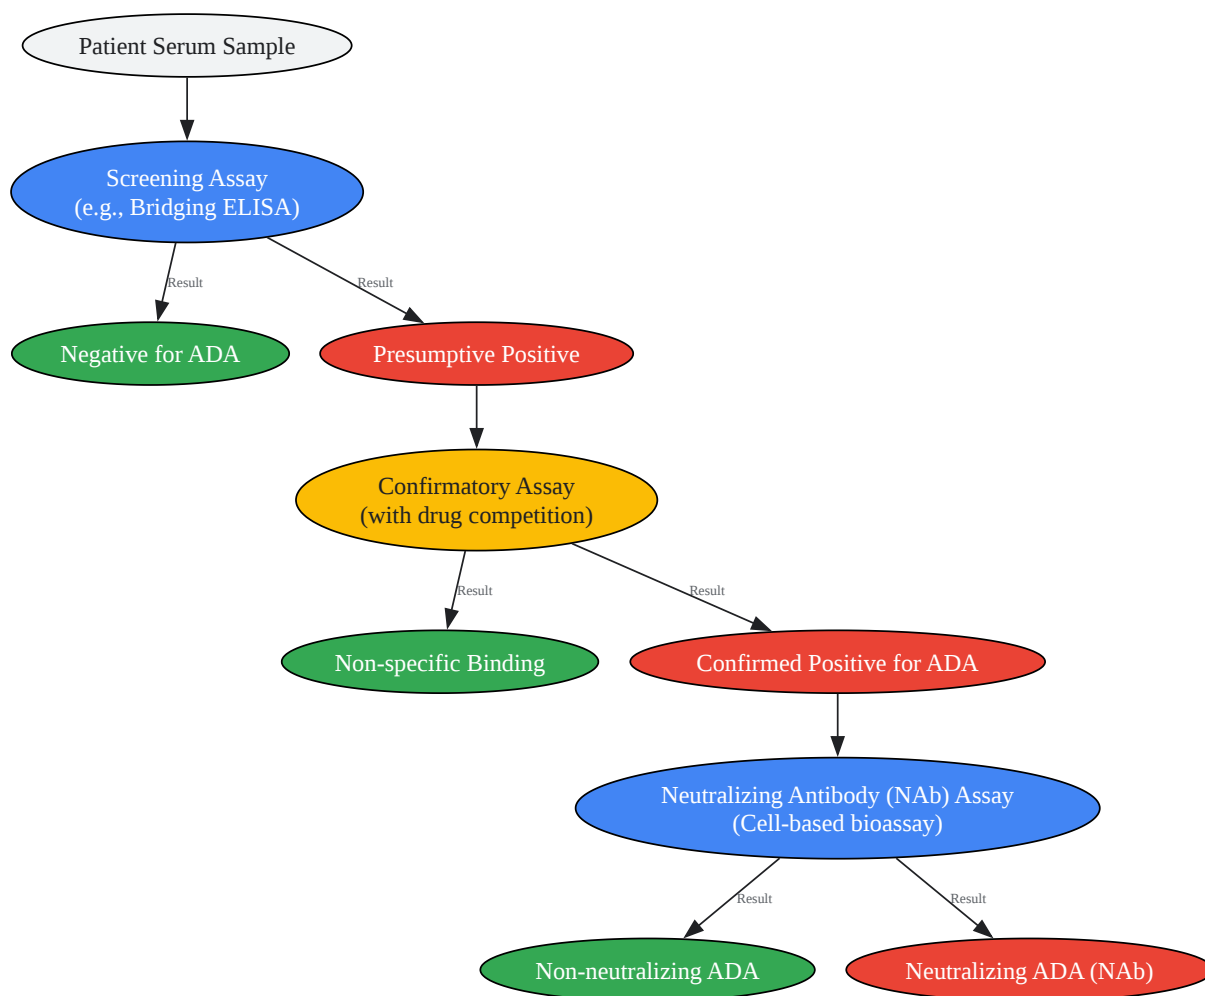 Patient Serum Sample
Screening Assay
(e.g., Bridging ELISA)
Result
Result
Negative for ADA
Presumptive Positive
Confirmatory Assay
(with drug competition)
Result
Result
Non-specific Binding
Confirmed Positive for ADA
Neutralizing Antibody (NAb) Assay
(Cell-based bioassay)
Result
Result
Non-neutralizing ADA
Neutralizing ADA (NAb)